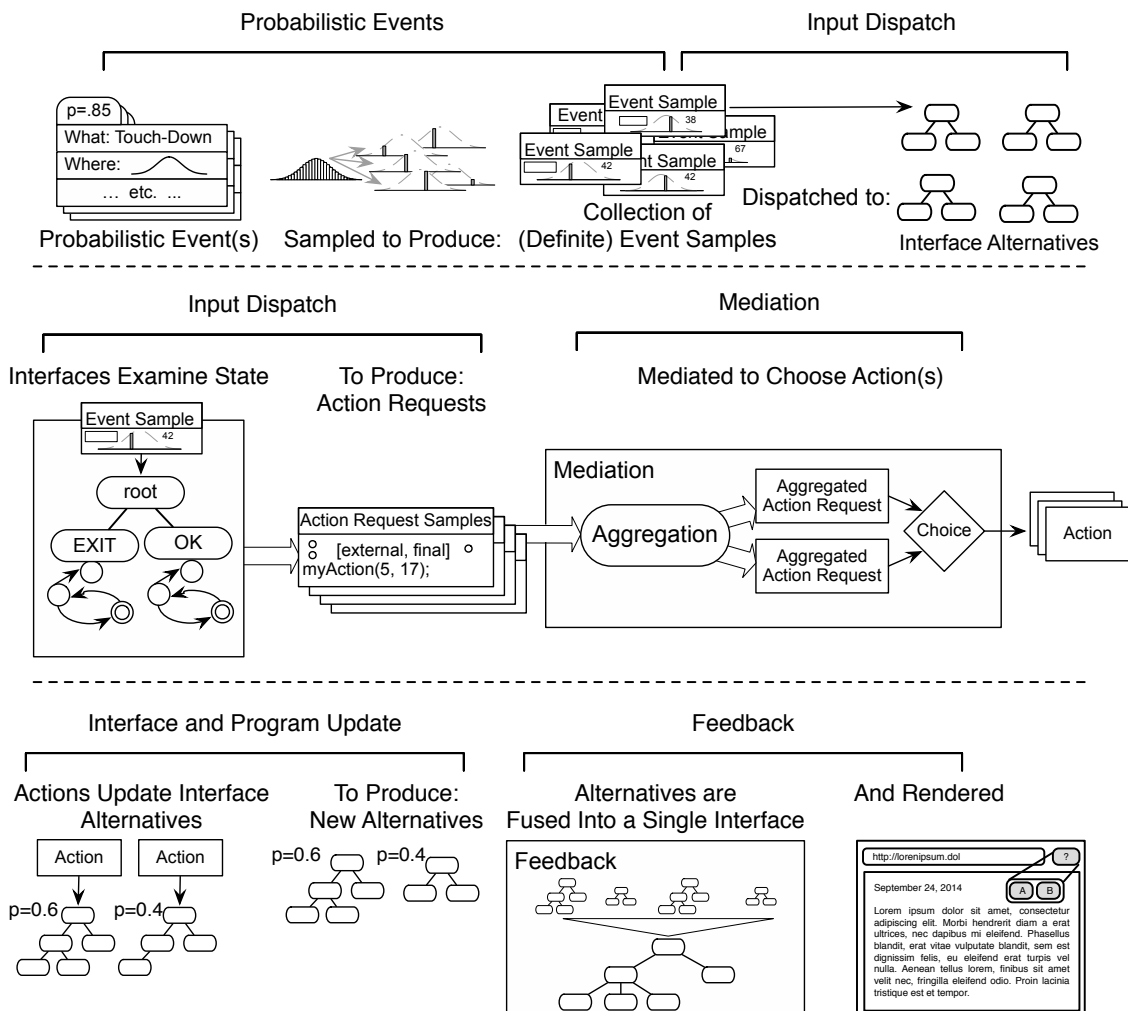 Probabilistic Events
Input Dispatch
p=.85
What: Touch-Down
Where:
... etc. ...
Event
Event Sample
38
Event Sample
67
Event Sample
42
Event Sample
42
Dispatched to:
Probabilistic Event(s)
Sampled to Produce:
Collection of
(Definite) Event Samples
Interface Alternatives
Input Dispatch
Mediation
Interfaces Examine State
To Produce:
Action Requests
Mediated to Choose Action(s)
Event Sample
42
root
EXIT
OK
Action Request Samples
[external, final]
myAction(5, 17);
Mediation
Aggregation
Aggregated
Action Request
Aggregated
Action Request
Choice
Action
Interface and Program Update
Feedback
Actions Update Interface
Alternatives
To Produce:
New Alternatives
Alternatives are
Fused Into a Single Interface
And Rendered
Action
Action
p=0.6
p=0.4
p=0.6
p=0.4
Feedback
http://lorenipsum.dol
?
September 24, 2014
A
B
Lorem ipsum dolor sit amet, consectetur
adipiscing elit. Morbi hendrerit diam a erat
ultrices, nec dapibus mi eleifend. Phasellus
blandit, erat vitae vulputate blandit, sem est
dignissim felis, eu eleifend erat turpis vel
nulla. Aenean tellus lorem, finibus sit amet
velit nec, fringilla eleifend odio. Proin lacinia
tristique est et tempor.